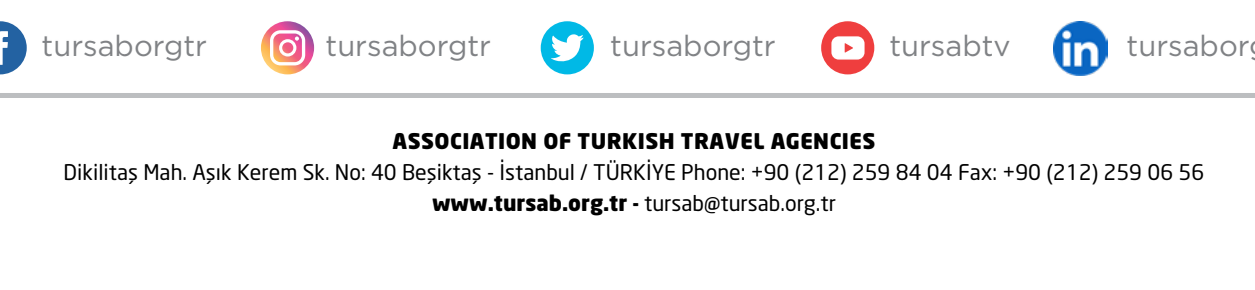 tursaborgtr tursaborgtr tursaborgtr tursabtv
ASSOCIATION OF TURKISH TRAVEL AGENCIES
Dikilitaş Mah. Aşık Kerem Sk. No: 40 Beşiktaş - İstanbul / TÜRKİYE Phone: +90 (212) 259 84 04 Fax: +90 (212) 259 06 56
www.tursab.org.tr - tursab@tursab.org.tr